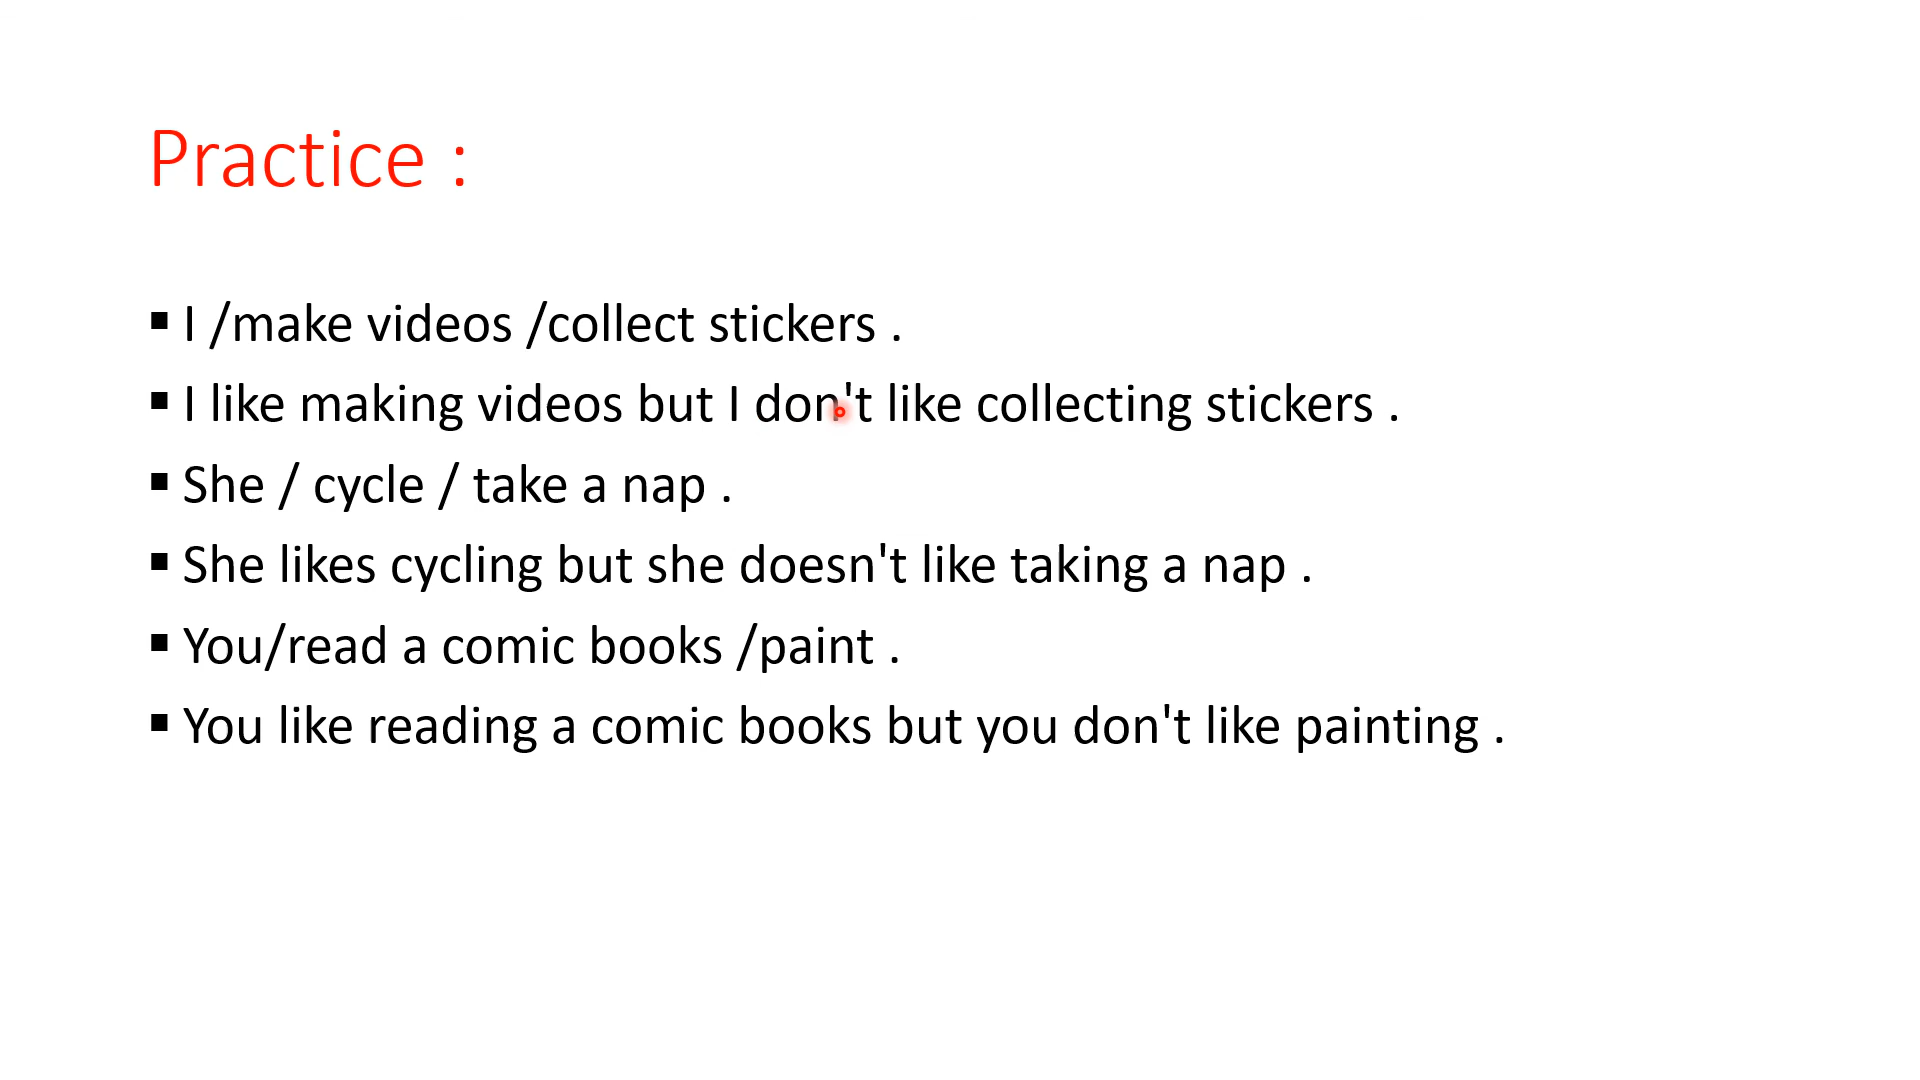 Practice :
▪ I /make videos /collect stickers .
▪ I like making videos but I don't like collecting stickers .
▪ She / cycle / take a nap .
▪ She likes cycling but she doesn't like taking a nap .
▪ You/read a comic books /paint .
▪ You like reading a comic books but you don't like painting .